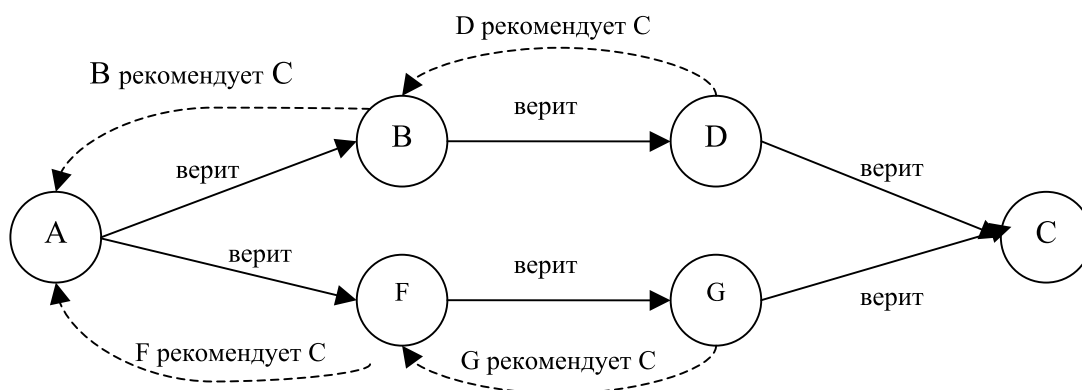 D рекомендует C
B рекомендует C
верит
B
D
верит
верит
A
C
верит
верит
F
G
верит
F рекомендует C
G рекомендует C